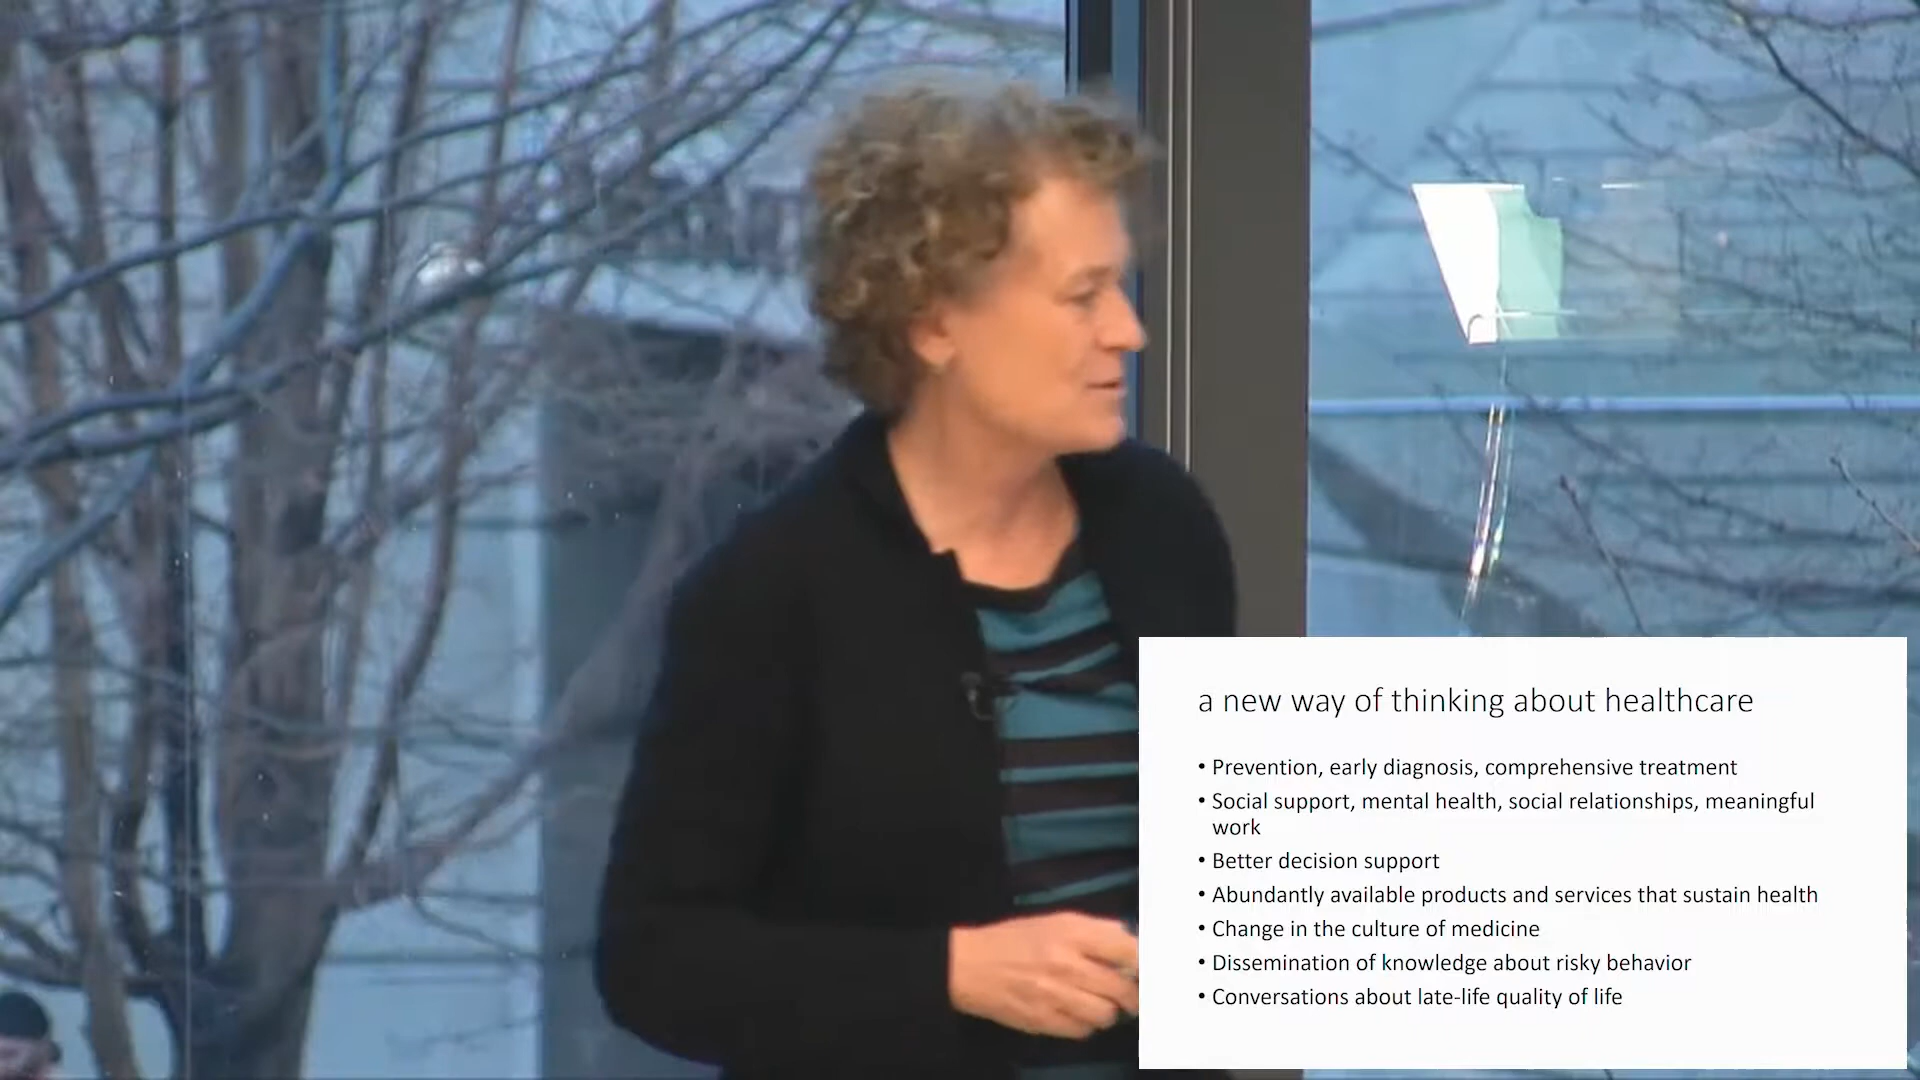 a new way of thinking about healthcare
• Prevention, early diagnosis, comprehensive treatment
• Social support, mental health, social relationships, meaningful
work
• Better decision support
• Abundantly available products and services that sustain health
• Change in the culture of medicine
• Dissemination of knowledge about risky behavior
• Conversations about late-life quality of life